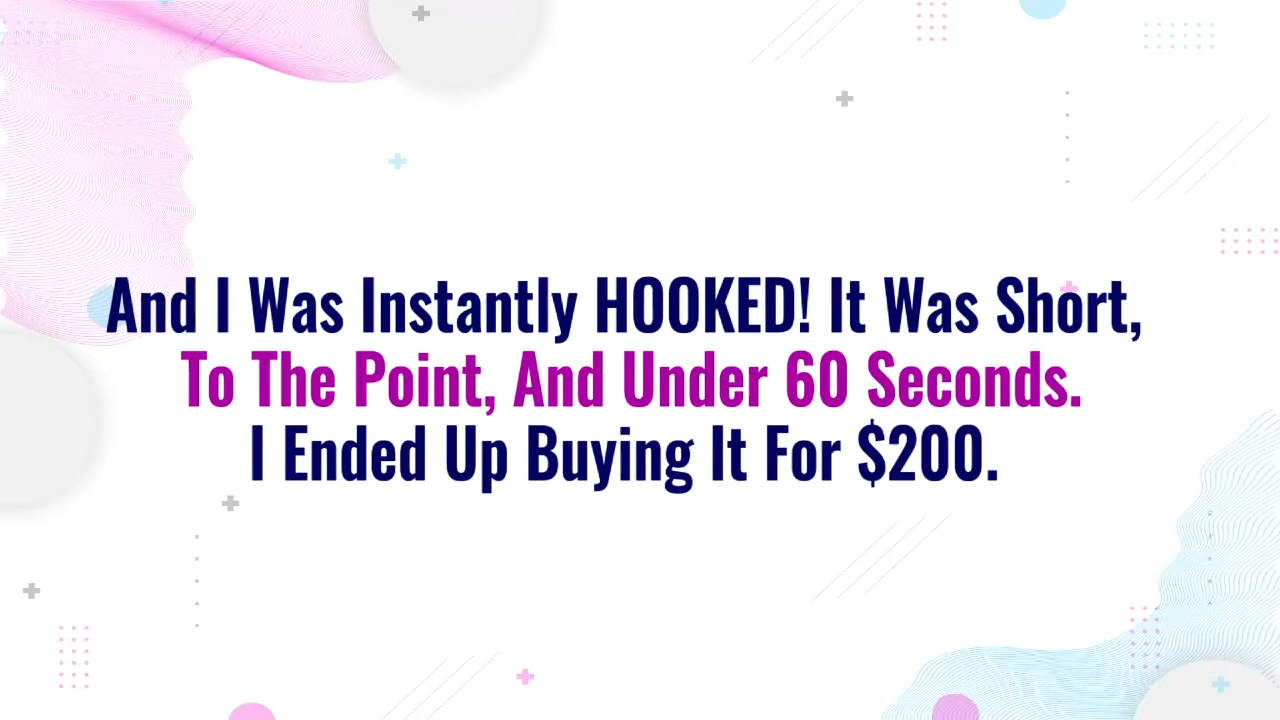 And I Was Instantly HOOKED! It Was Short,
To The Point, And Under 60 Seconds.
I Ended Up Buying It For $200.